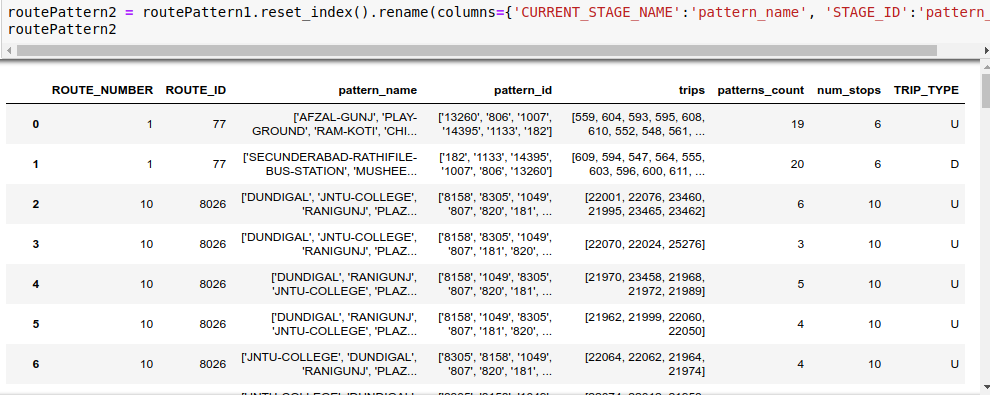 routePattern2 = routePattern1.reset_index().rename(columns={'CURRENT_STAGE_NAME':'pattern_name', 'STAGE_ID':'pattern_
routePattern2
ROUTE_NUMBER ROUTE_ID pattern_name pattern_id trips patterns_count num_stops TRIP_TYPE
0 1 77 ['AFZAL-GUNJ', 'PLAY-GROUND', 'RAM-KOTI', 'CHI... ['13260', '806', '1007', '14395', '1133', '182'] [559, 604, 593, 595, 608, 610, 552, 548, 561, ... 19 6 U
1 1 77 ['SECUNDERABAD-RATHIFILE-BUS-STATION', 'MUSHEE... ['182', '1133', '14395', '1007', '806', '13260'] [609, 594, 547, 564, 555, 603, 596, 600, 611, ... 20 6 D
2 10 8026 ['DUNDIGAL', 'JNTU-COLLEGE', 'RANIGUNJ', 'PLAZ... ['8158', '8305', '1049', '807', '820', '181', ... [22001, 22076, 23460, 21995, 23465, 23462] 6 10 U
3 10 8026 ['DUNDIGAL', 'JNTU-COLLEGE', 'RANIGUNJ', 'PLAZ... ['8158', '8305', '1049', '807', '181', '820', ... [22070, 22024, 25276] 3 10 U
4 10 8026 ['DUNDIGAL', 'RANIGUNJ', 'JNTU-COLLEGE', 'PLAZ... ['8158', '1049', '8305', '807', '820', '181', ... [21970, 23458, 21968, 21972, 21989] 5 10 U
5 10 8026 ['DUNDIGAL', 'RANIGUNJ', 'JNTU-COLLEGE', 'PLAZ... ['8158', '1049', '8305', '807', '181', '820', ... [21962, 21999, 22060, 22050] 4 10 U
6 10 8026 ['JNTU-COLLEGE', 'DUNDIGAL', 'RANIGUNJ', 'PLAZ... ['8305', '8158', '1049', '807', '820', '181', ... [22064, 22062, 21964, 21974] 4 10 U